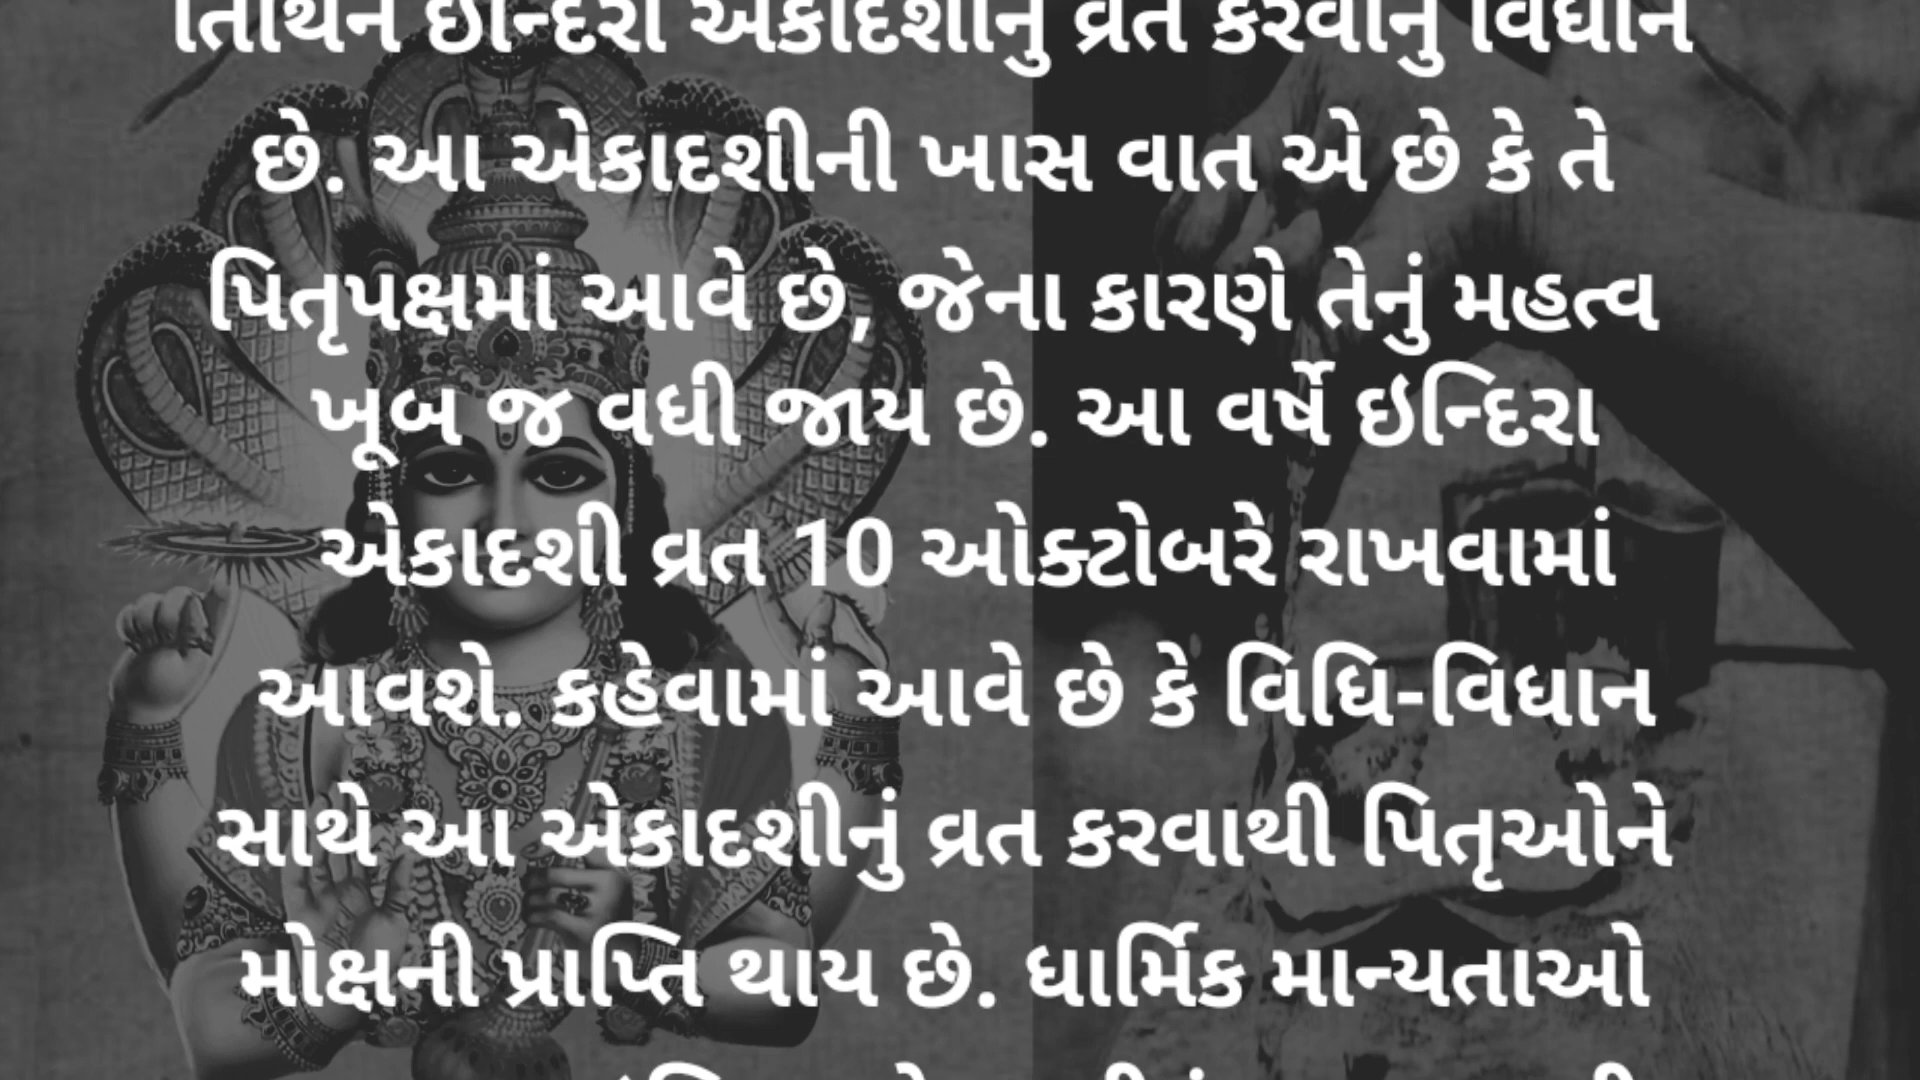 તિથિને ઇન્દિરા એકાદશીનું વ્રત કરવાનું વિધાન
છે. આ એકાદશીની ખાસ વાત એ છે કે તે
પિતૃપક્ષમાં આવે છે, જેના કારણે તેનું મહત્વ
ખૂબ જ વધી જાય છે. આ વર્ષે ઇન્દિરા
એકાદશી વ્રત 10 ઓક્ટોબરે રાખવામાં
આવશે. કહેવામાં આવે છે કે વિધિ-વિધાન
સાથે આ એકાદશીનું વ્રત કરવાથી પિતૃઓને
મોક્ષની પ્રાપ્તિ થાય છે. ધાર્મિક માન્યતાઓ